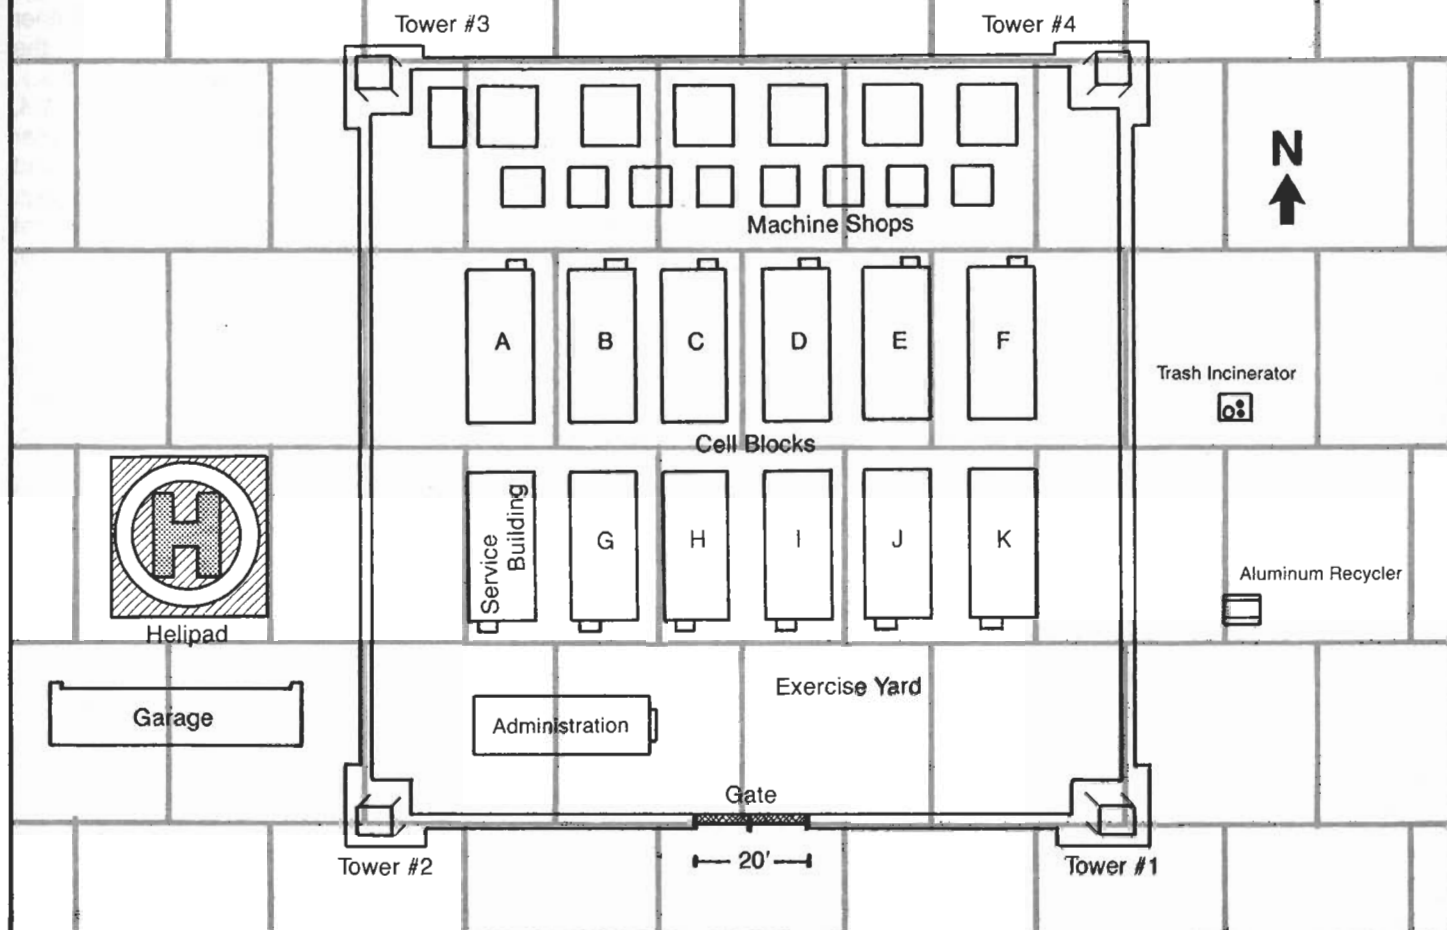 Tower #3
Tower #4
N
Machine Shops
A
B
C
D
E
F
Trash Incinerator
Cell Blocks
H
Service
Building
G
H
I
J
K
Aluminum Recycler
Helipad
Exercise Yard
Garage
Administration
Gate
20'
Tower #2
Tower #1